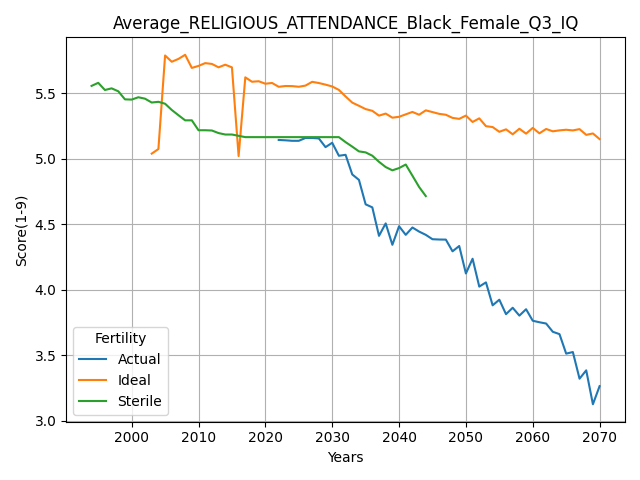 Average_RELIGIOUS_ATTENDANCE_Black_Female_Q3_IQ
Score(1-9)
5.5
5.0
4.5
4.0
3.5
3.0
Fertility
Actual
Ideal
Sterile
2000 2010 2020 2030 2040 2050 2060 2070
Years